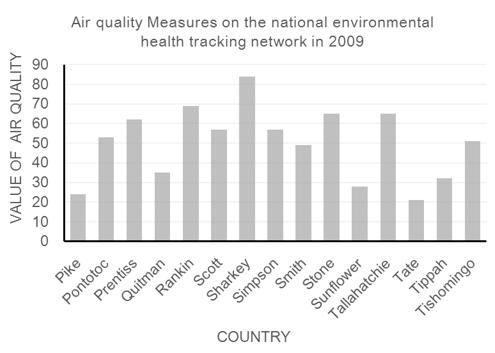 Air quality Measures on the national environmental
health tracking network in 2009
VALUE OF AIR QUALITY
90
80
70
60
50
40
30
20
10
0
Pike
Pontotoc
Prentiss
Quitman
Rankin
Scott
Sharkey
Simpson
Smith
Stone
Sunflower
Tallahatchie
Tate
Tippah
Tishomingo
COUNTRY